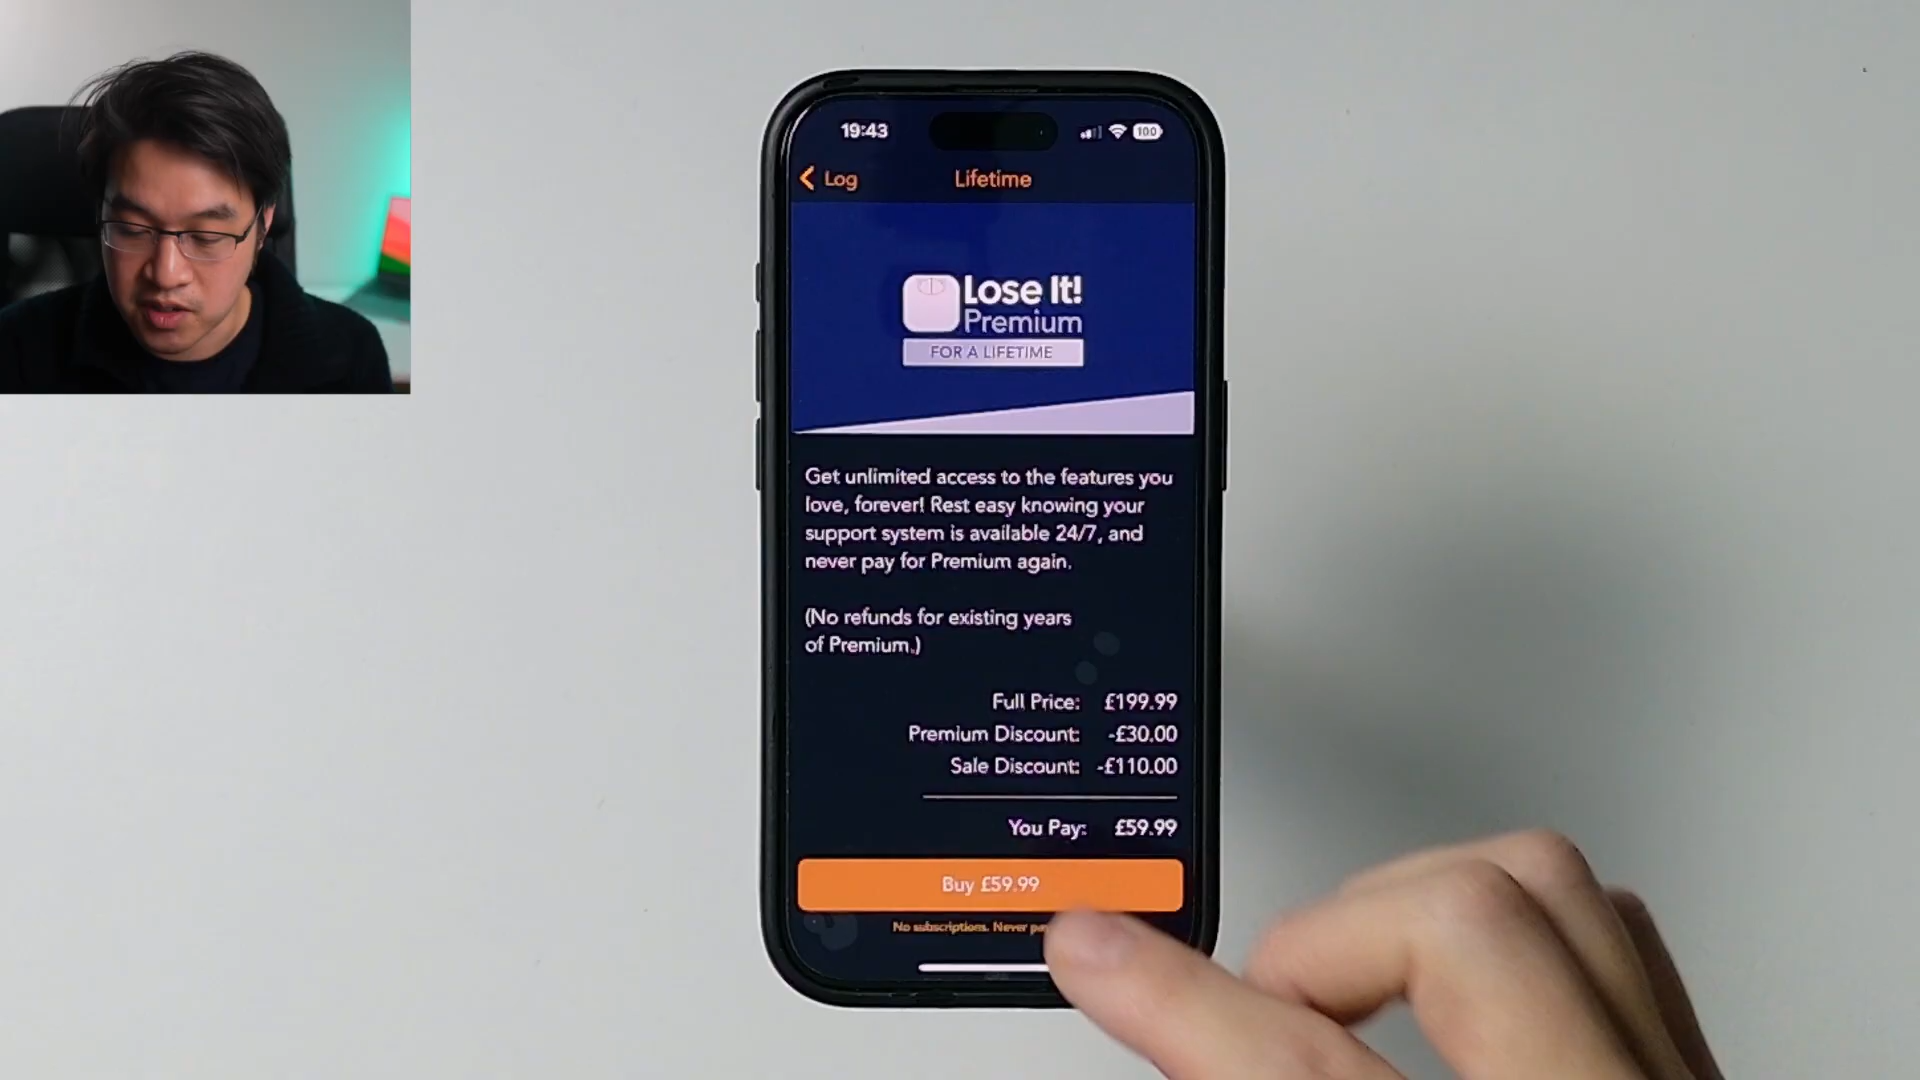 19:43
100
Log
Lifetime
Lose It!
Premium
FOR A LIFETIME
Get unlimited access to the features you
love, forever! Rest easy knowing your
support system is available 24/7, and
never pay for Premium again.
(No refunds for existing years
of Premium.)
Full Price: £199.99
Premium Discount: -£30.00
Sale Discount: -£110.00
You Pay: £59.99
Buy £59.99
No subscriptions. Never